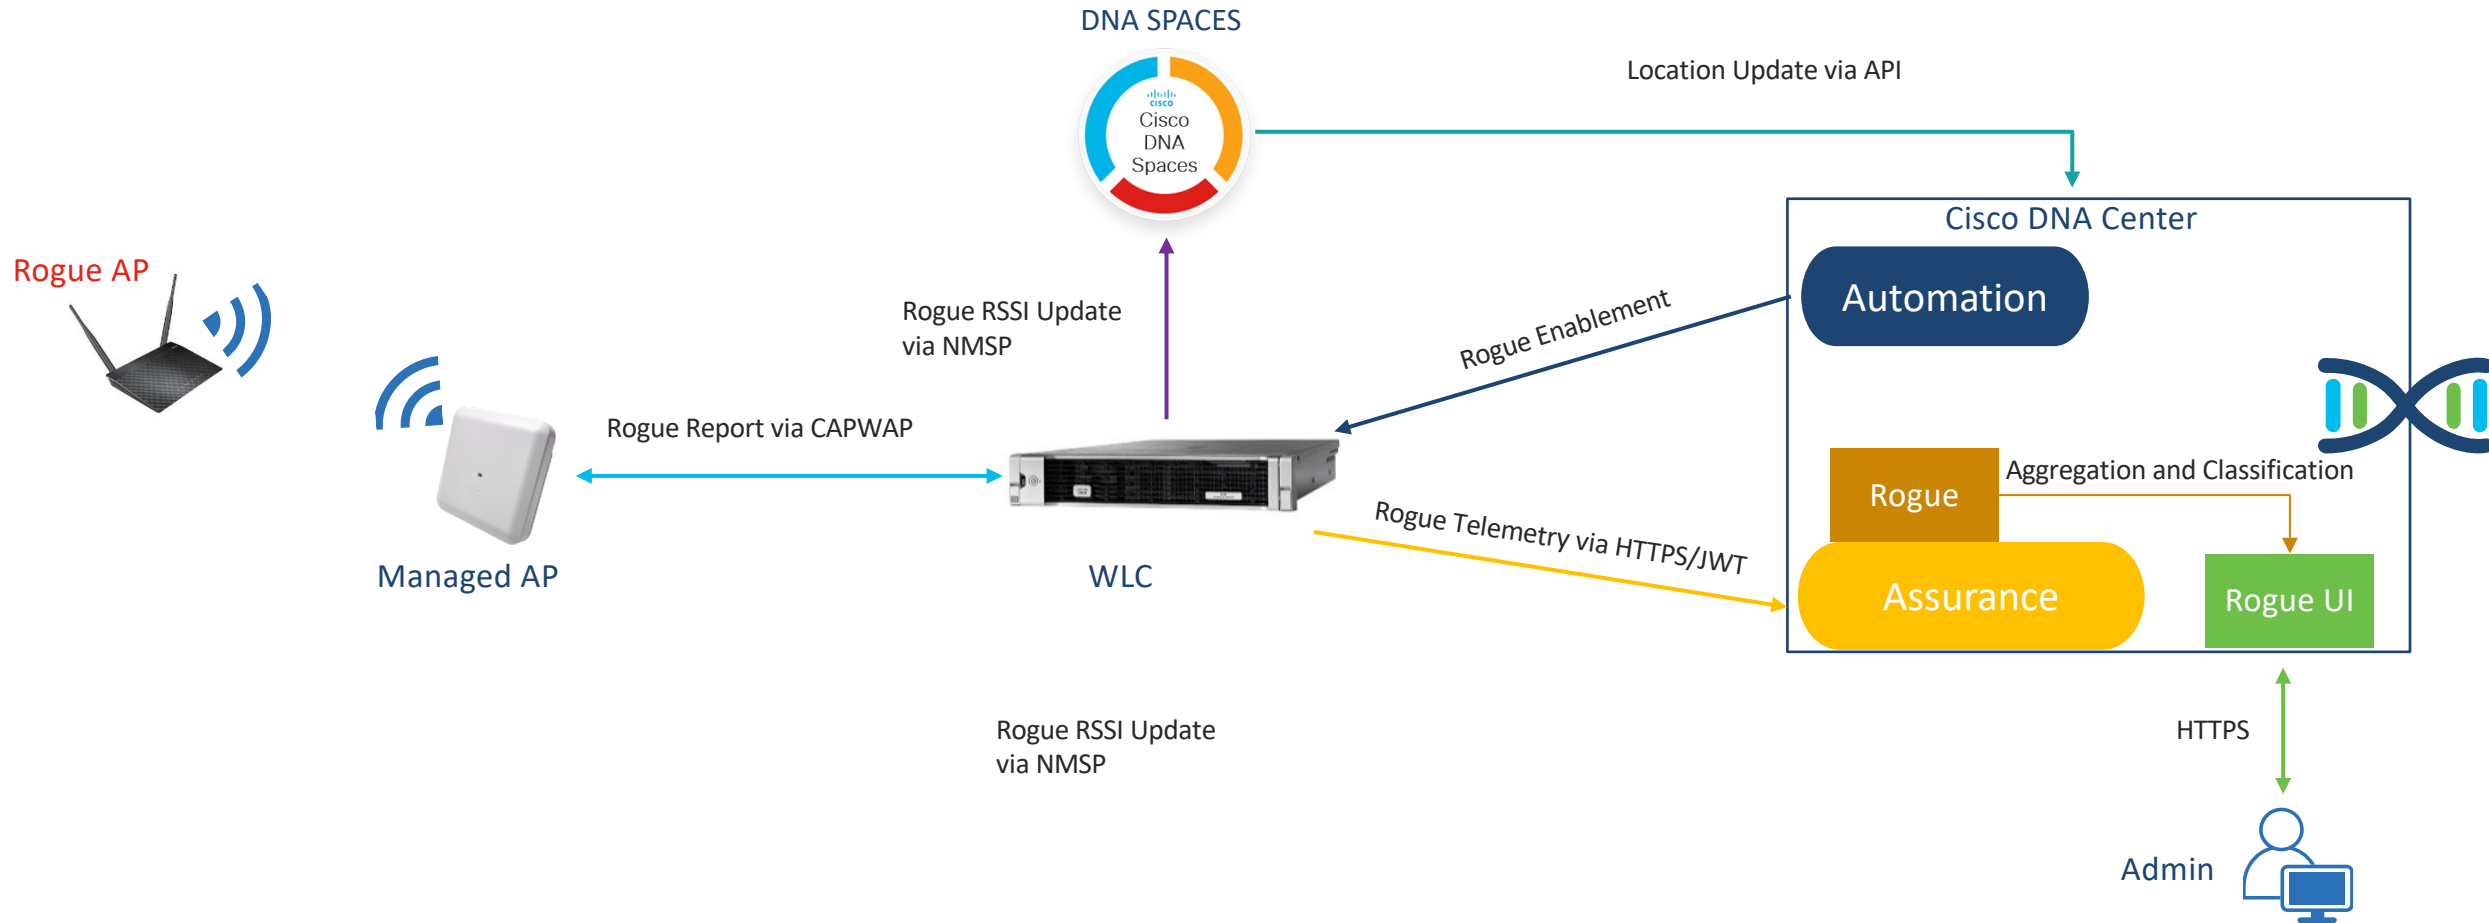 DNA SPACES
Location Update via API
CISCO
Cisco
DNA
Spaces
Cisco DNA Center
Rogue AP
Automation
Rogue RSSI Update
via NMSP
Rogue Enablement
Rogue Report via CAPWAP
Aggregation and Classification
Rogue
Rogue Telemetry via HTTPS/JWT
Managed AP
WLC
Assurance
Rogue UI
Rogue RSSI Update
via NMSP
HTTPS
Admin